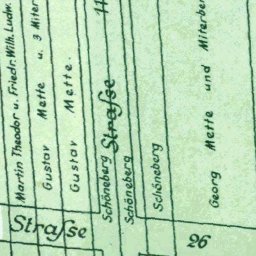 Martin Theodor u. Friedr. Wilh. Ludw.
Gustav Mette u. 3 Miter
Gustav Mette
Schöneberg Straſse 11
Schöneberg
Schöneberg
Georg Mette und Miterbe
Straſse
26